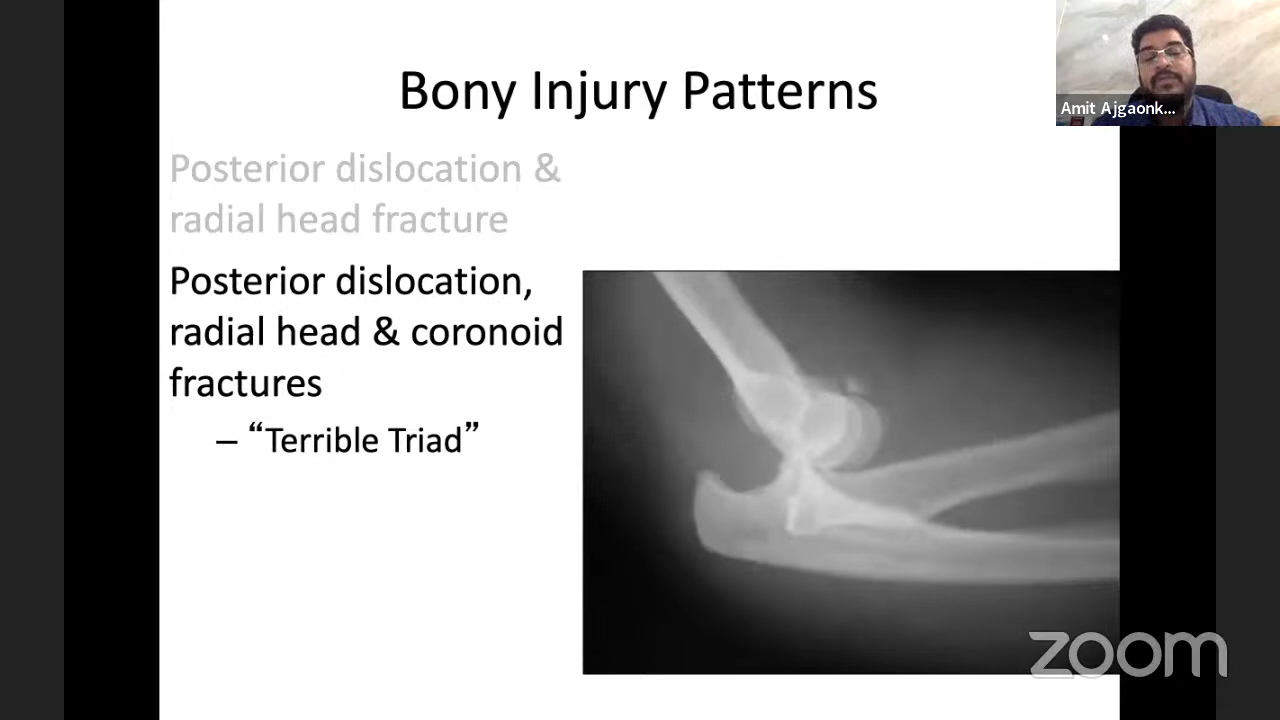 Bony Injury Patterns
Amit Ajgaonk...
Posterior dislocation &
radial head fracture
Posterior dislocation,
radial head & coronoid
fractures
– “Terrible Triad”
zoom